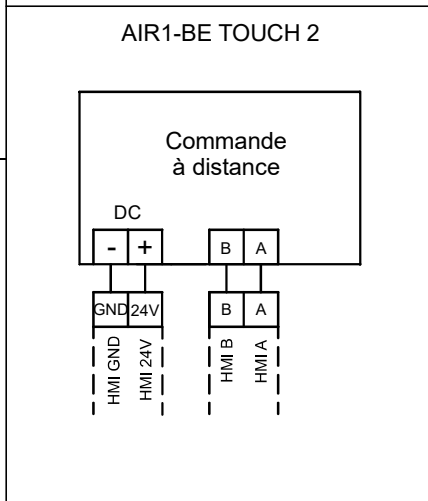 AIR1-BE TOUCH 2
Commande
à distance
DC
- + B A
GND 24V B A
HMI GND
HMI 24V
HMI B
HMI A